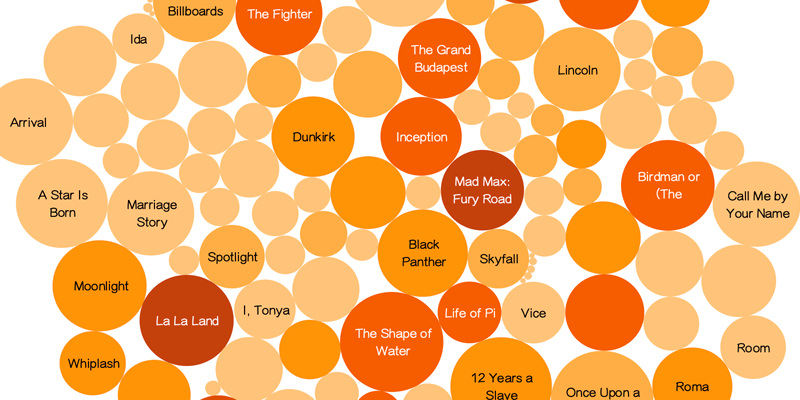 Billboards
The Fighter
Ida
The Grand
Budapest
Lincoln
Arrival
Dunkirk
Inception
Mad Max:
Fury Road
Birdman or
(The
A Star Is
Born
Marriage
Story
Call Me by
Your Name
Black
Panther
Spotlight
Skyfall
Moonlight
La La Land
I, Tonya
Life of Pi
Vice
The Shape of
Water
Room
Whiplash
12 Years a
Slave
Once Upon a
Roma